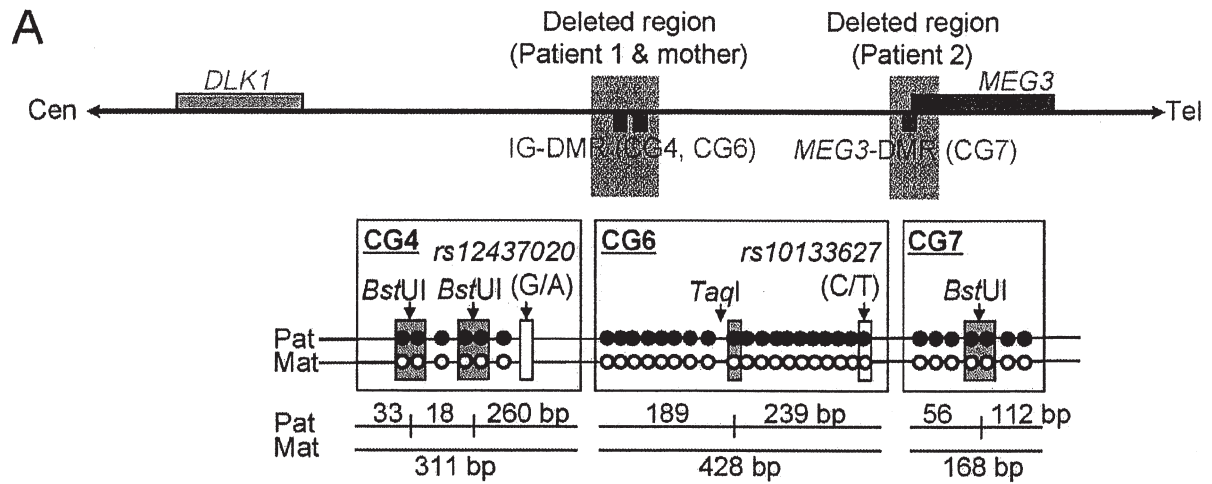 A
Deleted region
(Patient 1 & mother)
Deleted region
(Patient 2)
DLK1
MEG3
Cen
Tel
IG-DMR (CG4, CG6)
MEG3-DMR (CG7)
CG4
rs12437020
BstUI BstUI (G/A)
CG6
rs10133627
TaqI
(C/T)
CG7
BstUI
Pat
Mat
Pat
33 18 260 bp
189 239 bp
56 112 bp
Mat
311 bp
428 bp
168 bp